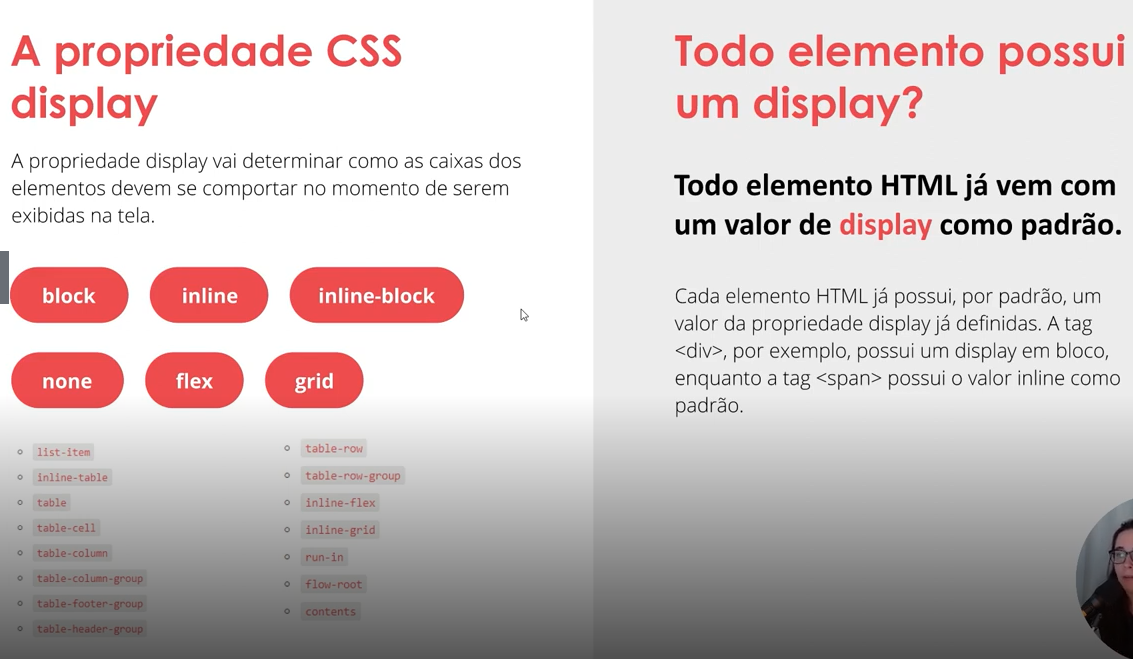 A propriedade CSS
display
A propriedade display vai determinar como as caixas dos
elementos devem se comportar no momento de serem
exibidas na tela.
block inline inline-block
none flex grid
list-item
inline-table
table
table-cell
table-column
table-column-group
table-footer-group
table-header-group
table-row
table-row-group
inline-flex
inline-grid
run-in
flow-root
contents
Todo elemento possui
um display?
Todo elemento HTML já vem com
um valor de display como padrão.
Cada elemento HTML já possui, por padrão, um
valor da propriedade display já definidas. A tag
<div>, por exemplo, possui um display em bloco,
enquanto a tag <span> possui o valor inline como
padrão.